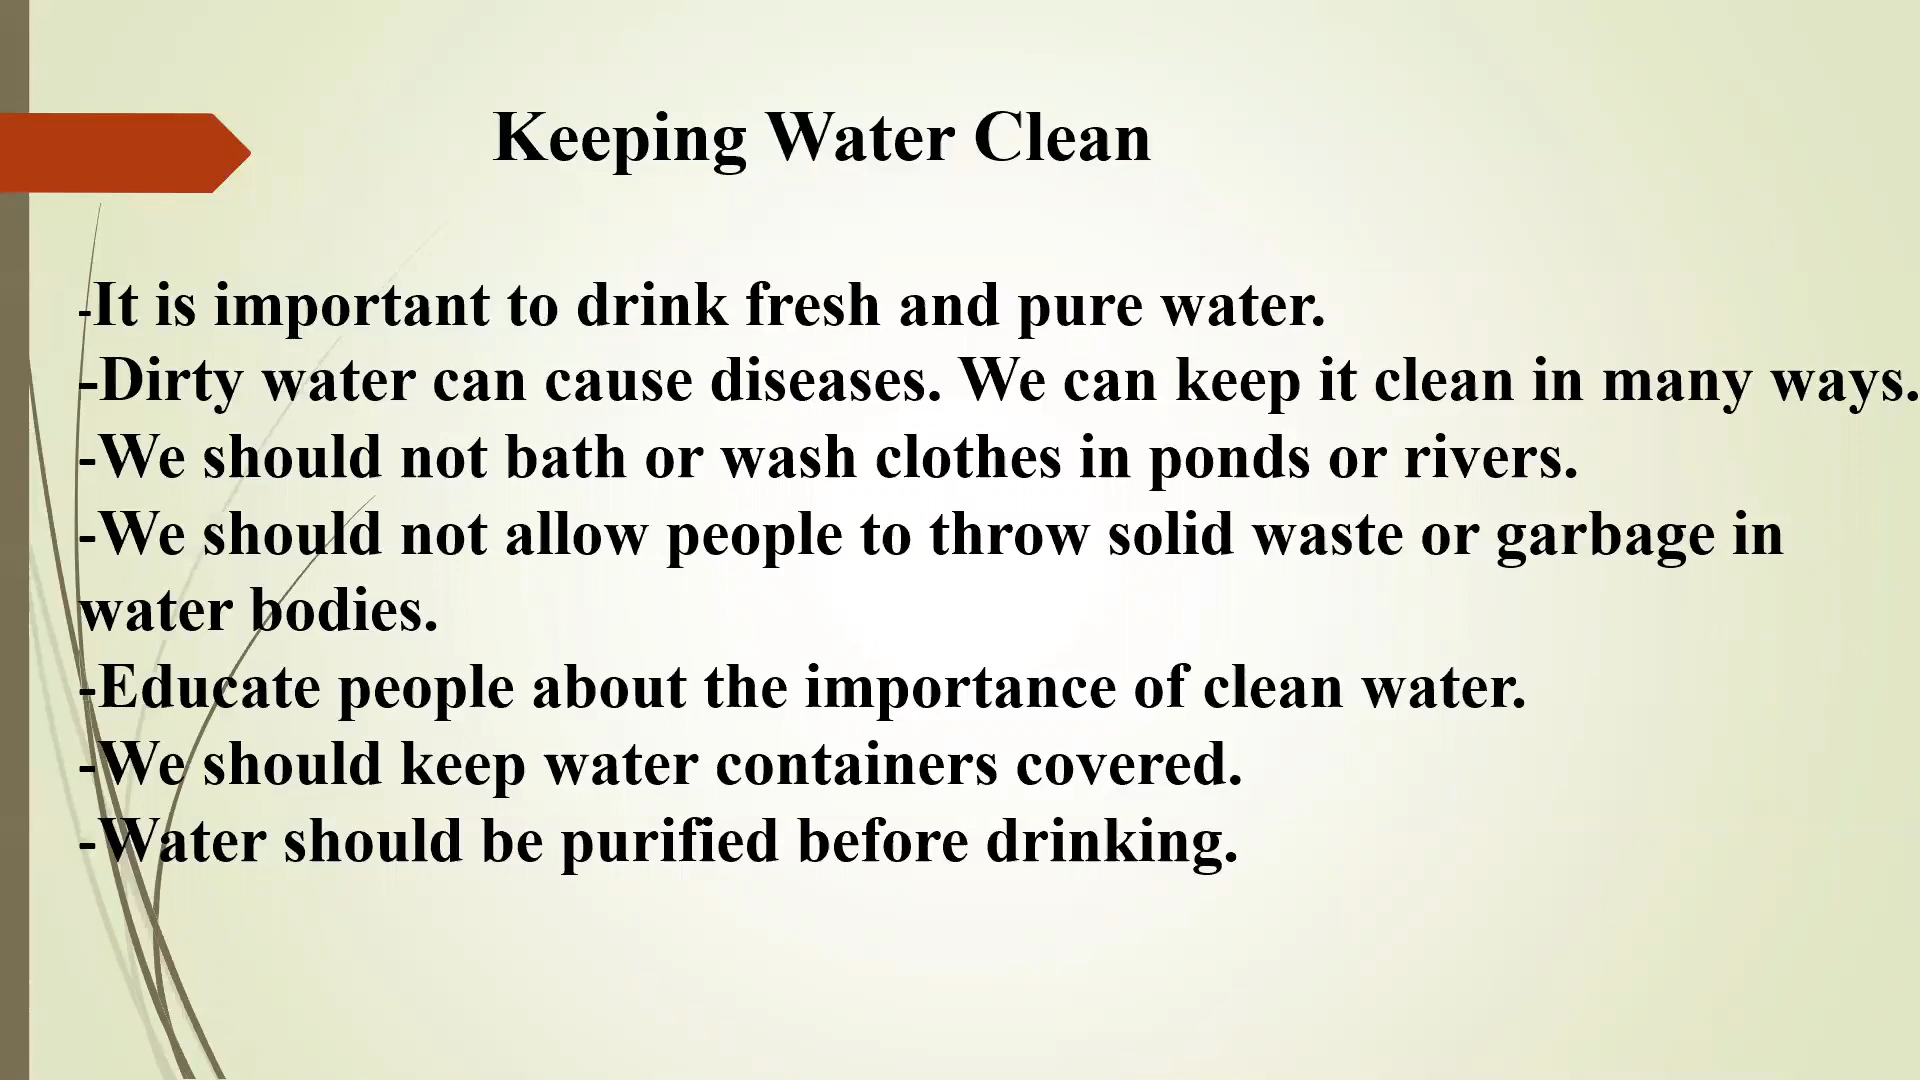 Keeping Water Clean
-It is important to drink fresh and pure water.
-Dirty water can cause diseases. We can keep it clean in many ways.
-We should not bath or wash clothes in ponds or rivers.
-We should not allow people to throw solid waste or garbage in
water bodies.
-Educate people about the importance of clean water.
-We should keep water containers covered.
-Water should be purified before drinking.